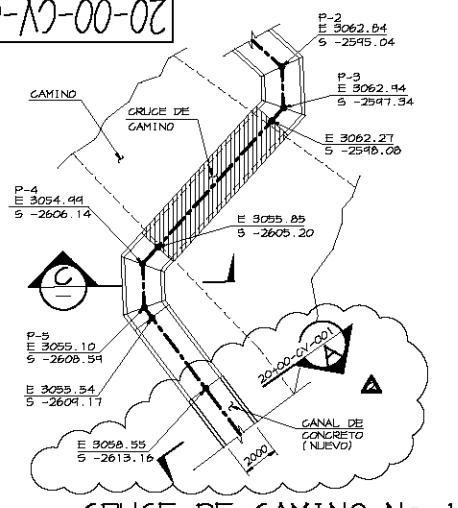 20-00-CV-
P-2
E 3062.84
S -2595.04
P-3
E 3062.94
S -2597.34
CAMINO
CRUCE DE
CAMINO
E 3062.27
S -2598.08
P-4
E 3054.99
S -2606.14
E 3055.85
S -2605.20
C
P-5
E 3055.10
S -2608.59
E 3055.54
S -2609.17
20-00-CV-001
A
E 3058.55
S -2613.16
CANAL DE
CONCRETO
(NUEVO)
2000
CRUCE DE CAMINO No 1